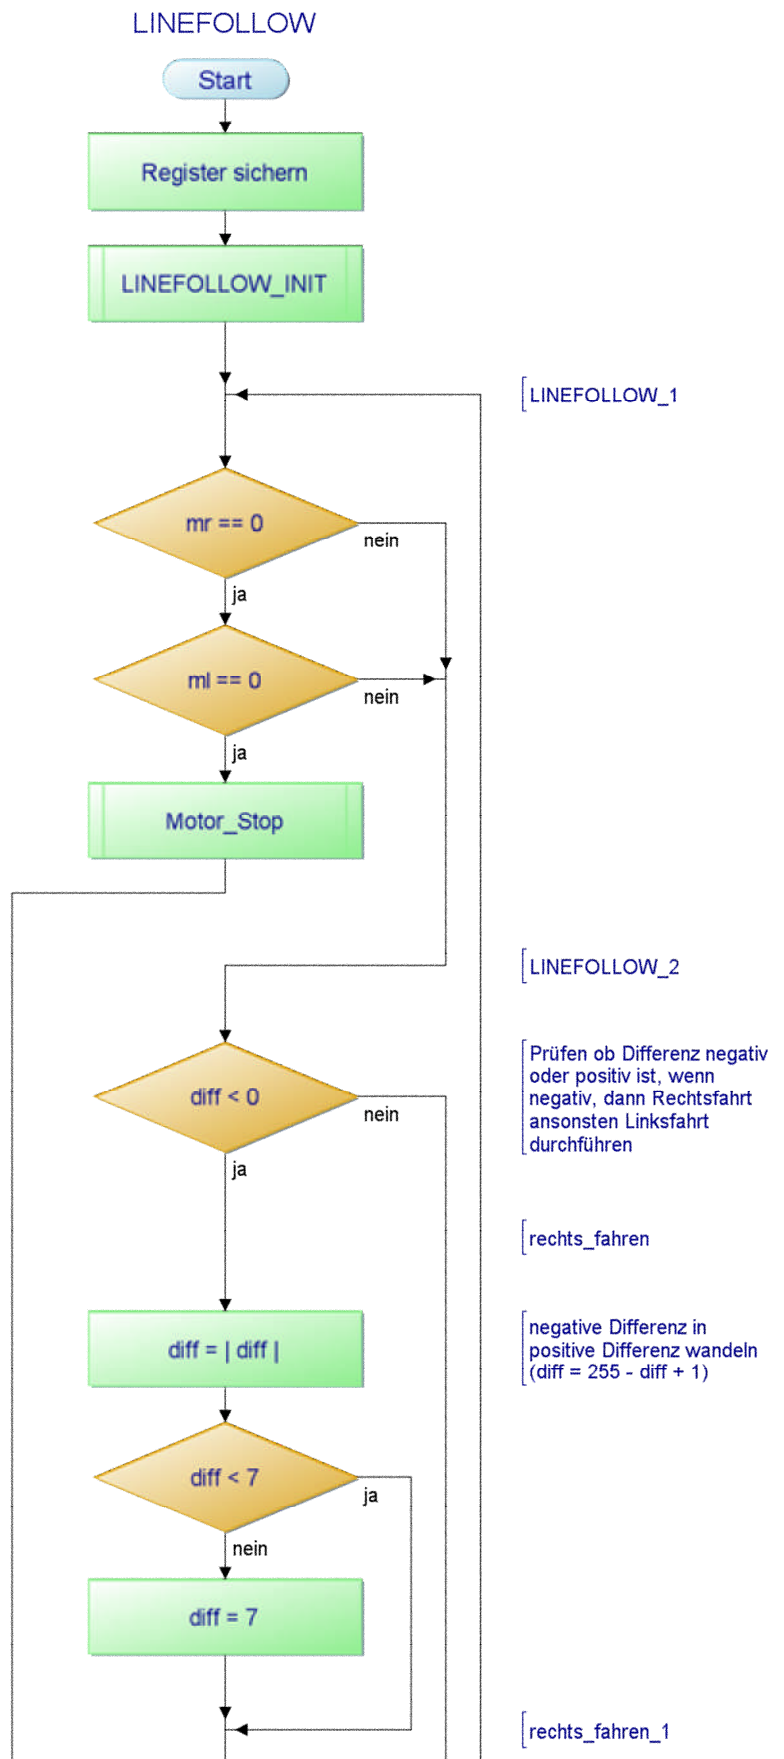 LINEFOLLOW
Start
Register sichern
LINEFOLLOW_INIT
LINEFOLLOW_1
mr == 0
nein
ja
ml == 0
nein
ja
Motor_Stop
LINEFOLLOW_2
diff < 0
nein
ja
Prüfen ob Differenz negativ
oder positiv ist, wenn
negativ, dann Rechtsfahrt
ansonsten Linksfahrt
durchführen
rechts_fahren
diff = | diff |
negative Differenz in
positive Differenz wandeln
(diff = 255 - diff + 1)
diff < 7
ja
nein
diff = 7
rechts_fahren_1